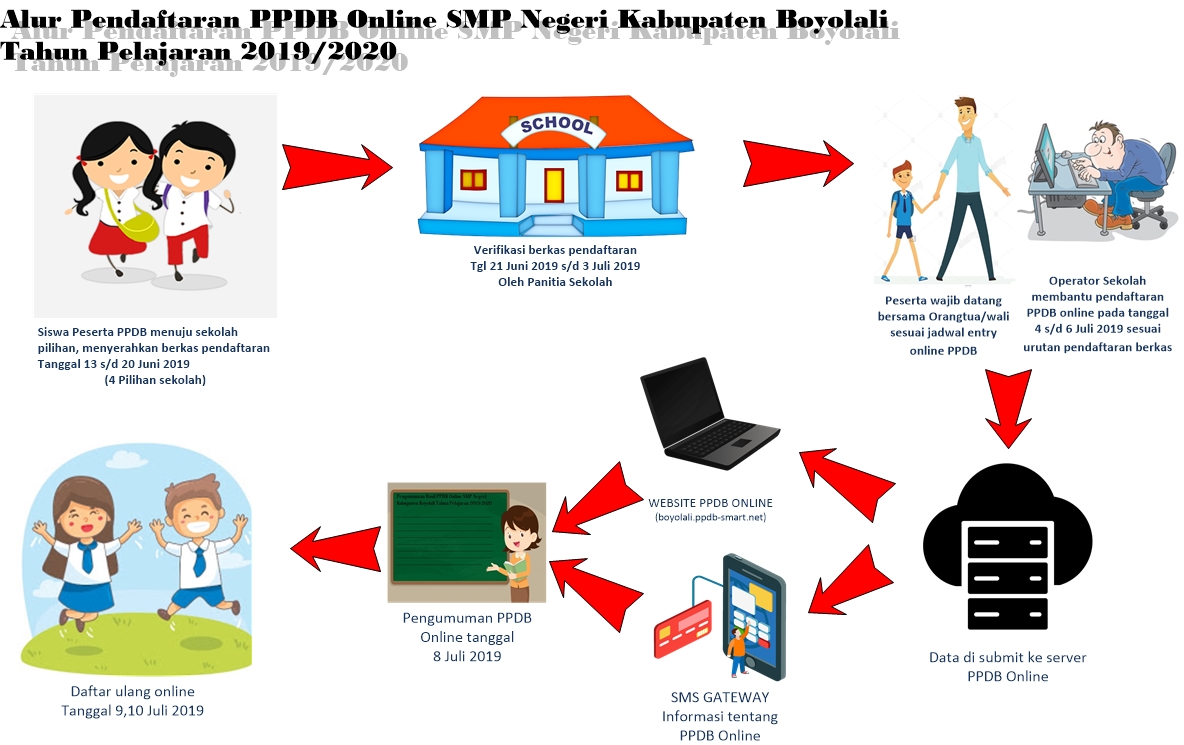 Alur Pendaftaran PPDB Online SMP Negeri Kabupaten Boyolali
Tahun Pelajaran 2019/2020
SCHOOL
Siswa Peserta PPDB menuju sekolah
pilihan, menyerahkan berkas pendaftaran
Tanggal 13 s/d 20 Juni 2019
(4 Pilihan sekolah)
Verifikasi berkas pendaftaran
Tgl 21 Juni 2019 s/d 3 Juli 2019
Oleh Panitia Sekolah
Peserta wajib datang
bersama Orangtua/wali
sesuai jadwal entry
online PPDB
Operator Sekolah
membantu pendaftaran
PPDB online pada tanggal
4 s/d 6 Juli 2019 sesuai
urutan pendaftaran berkas
Data di submit ke server
PPDB Online
WEBSITE PPDB ONLINE
(boyolali.ppdb-smart.net)
SMS GATEWAY
Informasi tentang
PPDB Online
Pengumuman Hasil PPDB Online SMP Negeri
Kabupaten Boyolali Tahun Pelajaran 2019/2020
Pengumuman PPDB
Online tanggal
8 Juli 2019
Daftar ulang online
Tanggal 9,10 Juli 2019